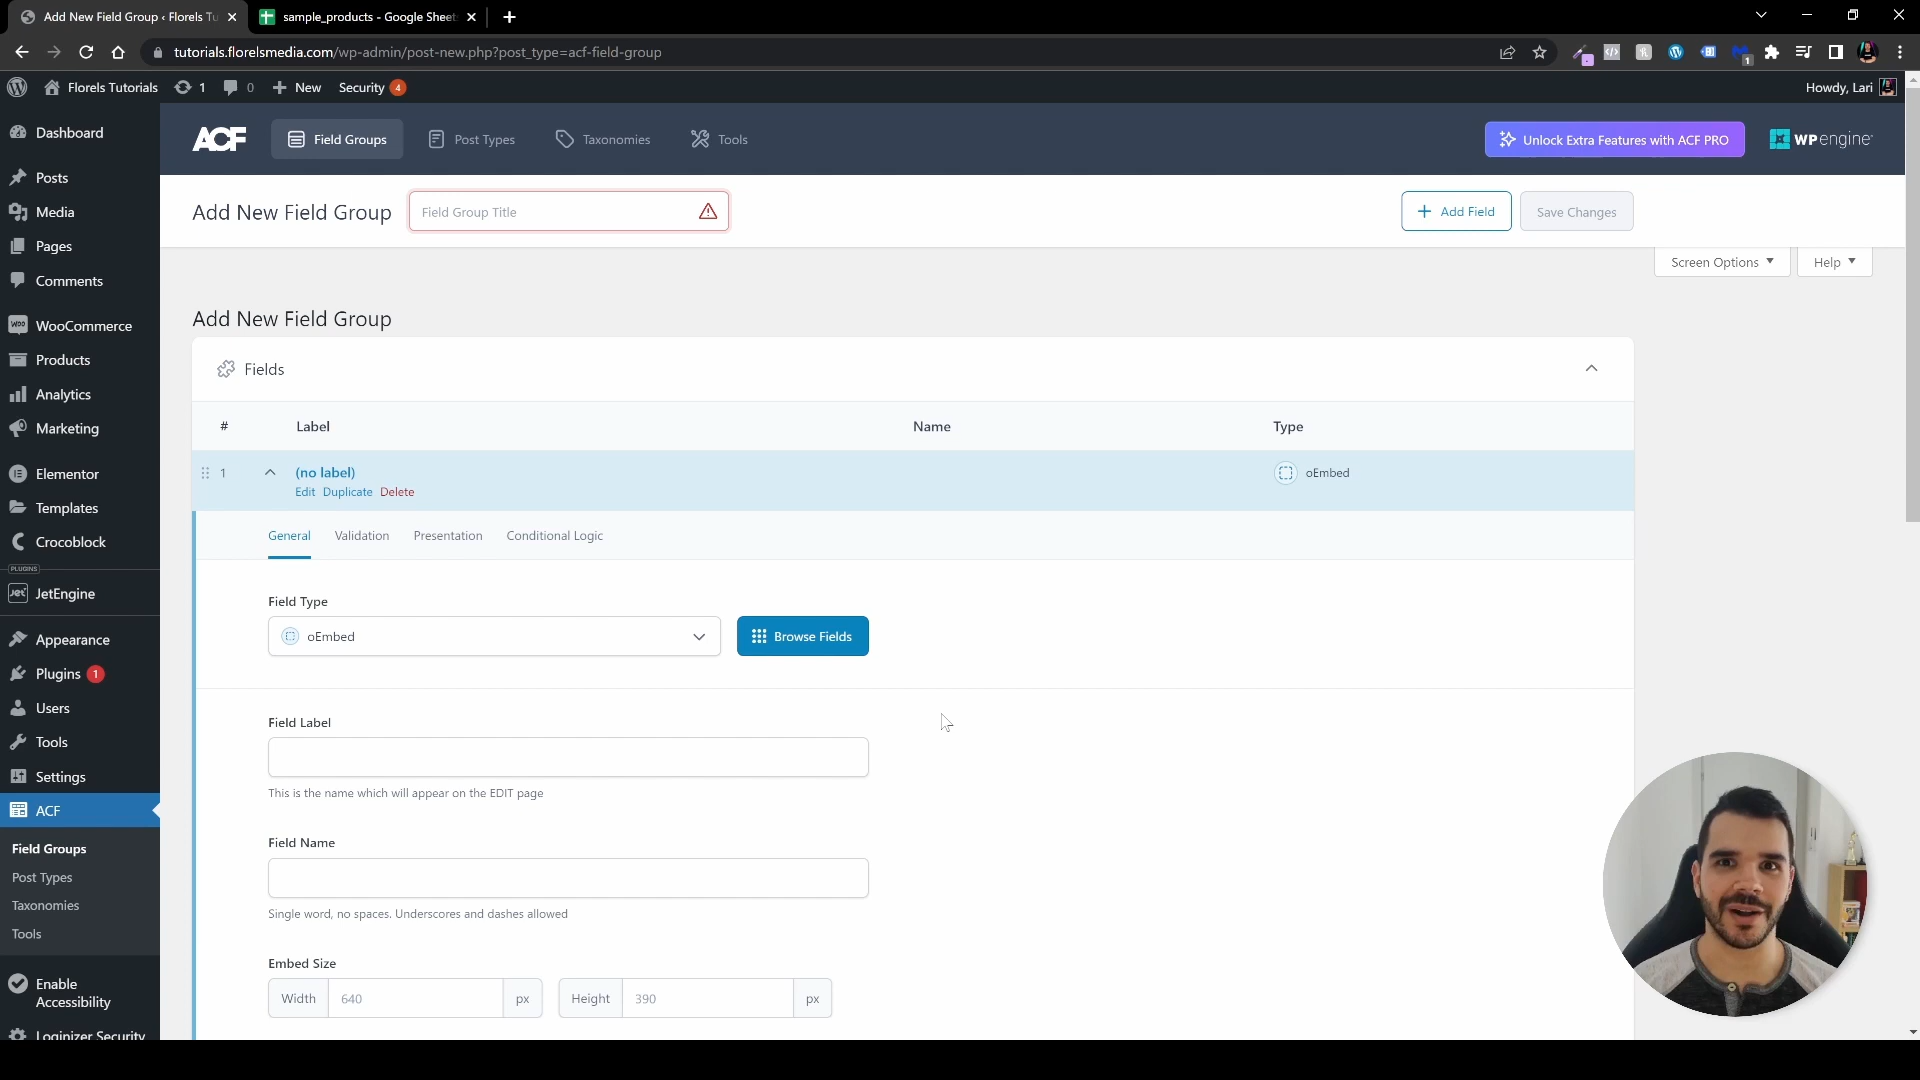 Add New Field Group ‹ Florels Tu
sample_products - Google Sheet
tutorials.florelsmedia.com/wp-admin/post-new.php?post_type=acf-field-group
1
Florels Tutorials
1
0
New
Security
4
Howdy, Lari
Dashboard
Posts
Media
Pages
Comments
WooCommerce
Products
Analytics
Marketing
Elementor
Templates
Crocoblock
PLUGINS
JetEngine
Appearance
Plugins 1
Users
Tools
Settings
ACF
Field Groups
Post Types
Taxonomies
Tools
Enable
Accessibility
Loginizer Security
ACF
Field Groups
Post Types
Taxonomies
Tools
Unlock Extra Features with ACF PRO
WP engine
Add New Field Group
Field Group Title
Add Field
Save Changes
Screen Options
Help
Add New Field Group
Fields
# Label Name Type
1 (no label) oEmbed
Edit Duplicate Delete
General Validation Presentation Conditional Logic
Field Type
oEmbed
Browse Fields
Field Label
This is the name which will appear on the EDIT page
Field Name
Single word, no spaces. Underscores and dashes allowed
Embed Size
Width 640 px Height 390 px